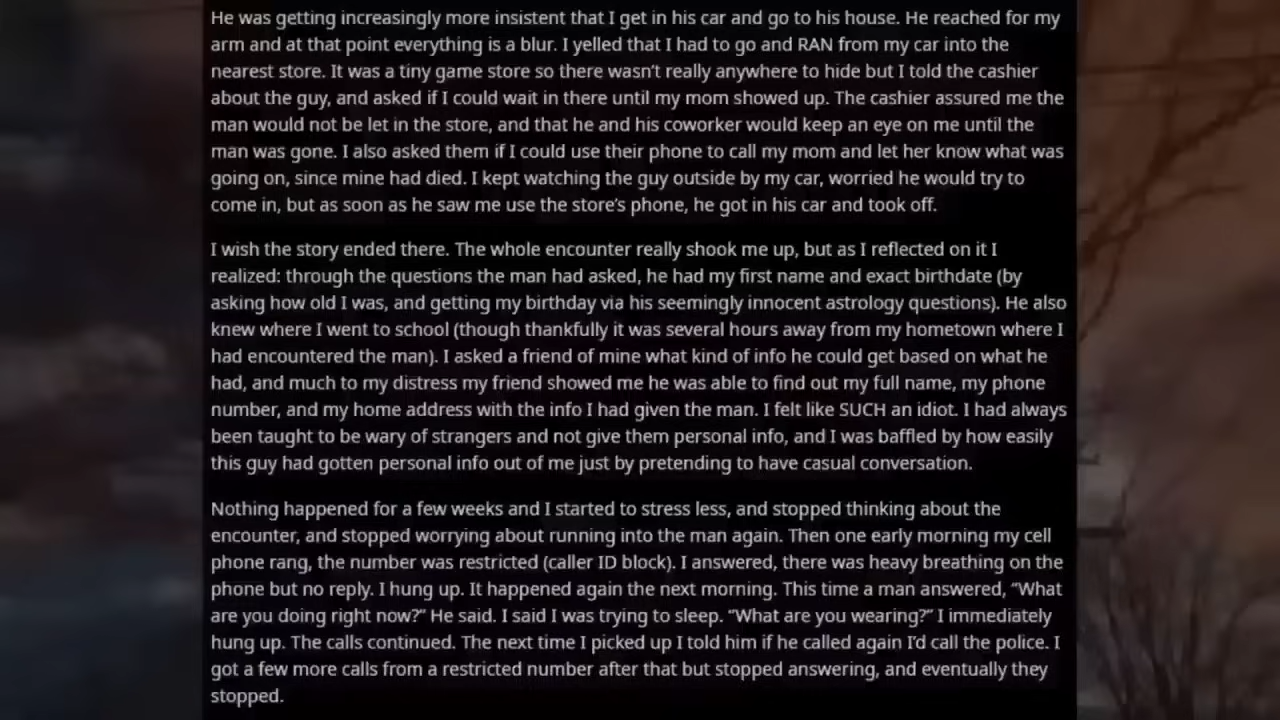 He was getting increasingly more insistent that I get in his car and go to his house. He reached for my
arm and at that point everything is a blur. I yelled that I had to go and RAN from my car into the
nearest store. It was a tiny game store so there wasn't really anywhere to hide but I told the cashier
about the guy, and asked if I could wait in there until my mom showed up. The cashier assured me the
man would not be let in the store, and that he and his coworker would keep an eye on me until the
man was gone. I also asked them if I could use their phone to call my mom and let her know what was
going on, since mine had died. I kept watching the guy outside by my car, worried he would try to
come in, but as soon as he saw me use the store's phone, he got in his car and took off.
I wish the story ended there. The whole encounter really shook me up, but as I reflected on it I
realized: through the questions the man had asked, he had my first name and exact birthdate (by
asking how old I was, and getting my birthday via his seemingly innocent astrology questions). He also
knew where I went to school (though thankfully it was several hours away from my hometown where I
had encountered the man). I asked a friend of mine what kind of info he could get based on what he
had, and much to my distress my friend showed me he was able to find out my full name, my phone
number, and my home address with the info I had given the man. I felt like SUCH an idiot. I had always
been taught to be wary of strangers and not give them personal info, and I was baffled by how easily
this guy had gotten personal info out of me just by pretending to have casual conversation.
Nothing happened for a few weeks and I started to stress less, and stopped thinking about the
encounter, and stopped worrying about running into the man again. Then one early morning my cell
phone rang, the number was restricted (caller ID block). I answered, there was heavy breathing on the
phone but no reply. I hung up. It happened again the next morning. This time a man answered, “What
are you doing right now?” He said. I said I was trying to sleep. “What are you wearing?” I immediately
hung up. The calls continued. The next time I picked up I told him if he called again I'd call the police. I
got a few more calls from a restricted number after that but stopped answering, and eventually they
stopped.